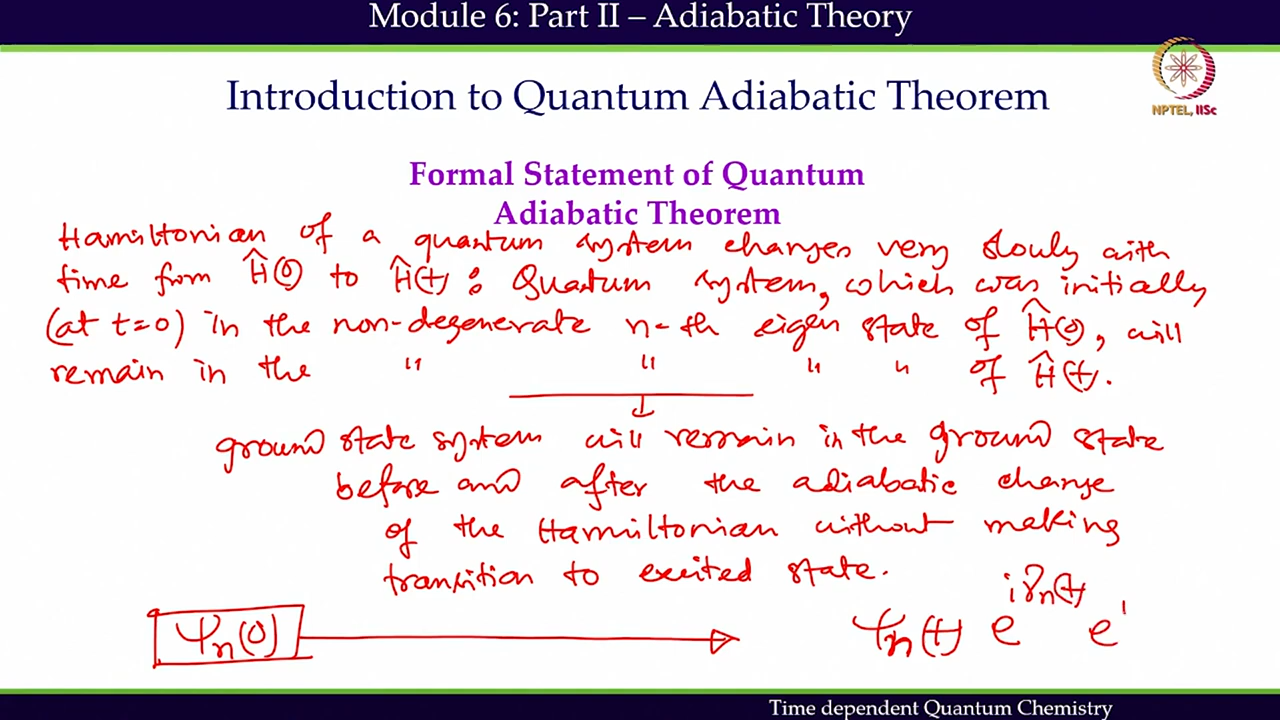 Module 6: Part II – Adiabatic Theory
NPTEL, IISc
Introduction to Quantum Adiabatic Theorem
Formal Statement of Quantum
Adiabatic Theorem
Hamiltonian of a quantum system changes very slowly with
time from Ĥ(0) to Ĥ(t): Quantum system, which was initially
(at t=0) in the non-degenerate n-th eigen state of Ĥ(0), will
remain in the " " " " of Ĥ(t).
ground state system will remain in the ground state
before and after the adiabatic change
of the Hamiltonian without making
transition to excited state.
ψn(0) → ψn(t) e^{iγn(t)} e^{i
Time dependent Quantum Chemistry